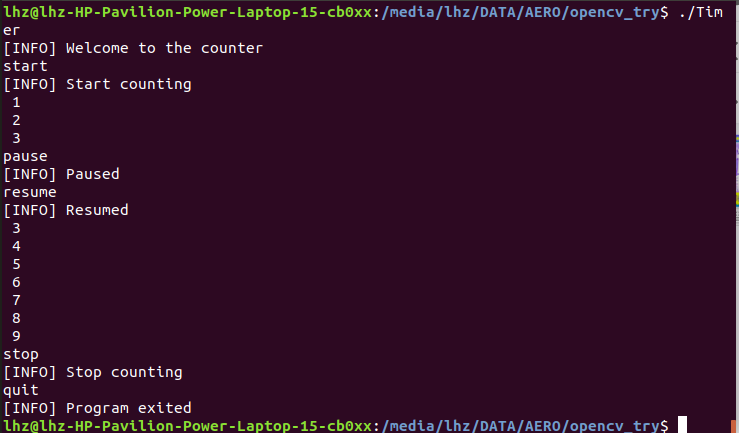 lhz@lhz-HP-Pavilion-Power-Laptop-15-cb0xx:/media/lhz/DATA/AERO/opencv_try$ ./Tim
er
[INFO] Welcome to the counter
start
[INFO] Start counting
1
2
3
pause
[INFO] Paused
resume
[INFO] Resumed
3
4
5
6
7
8
9
stop
[INFO] Stop counting
quit
[INFO] Program exited
lhz@lhz-HP-Pavilion-Power-Laptop-15-cb0xx:/media/lhz/DATA/AERO/opencv_try$